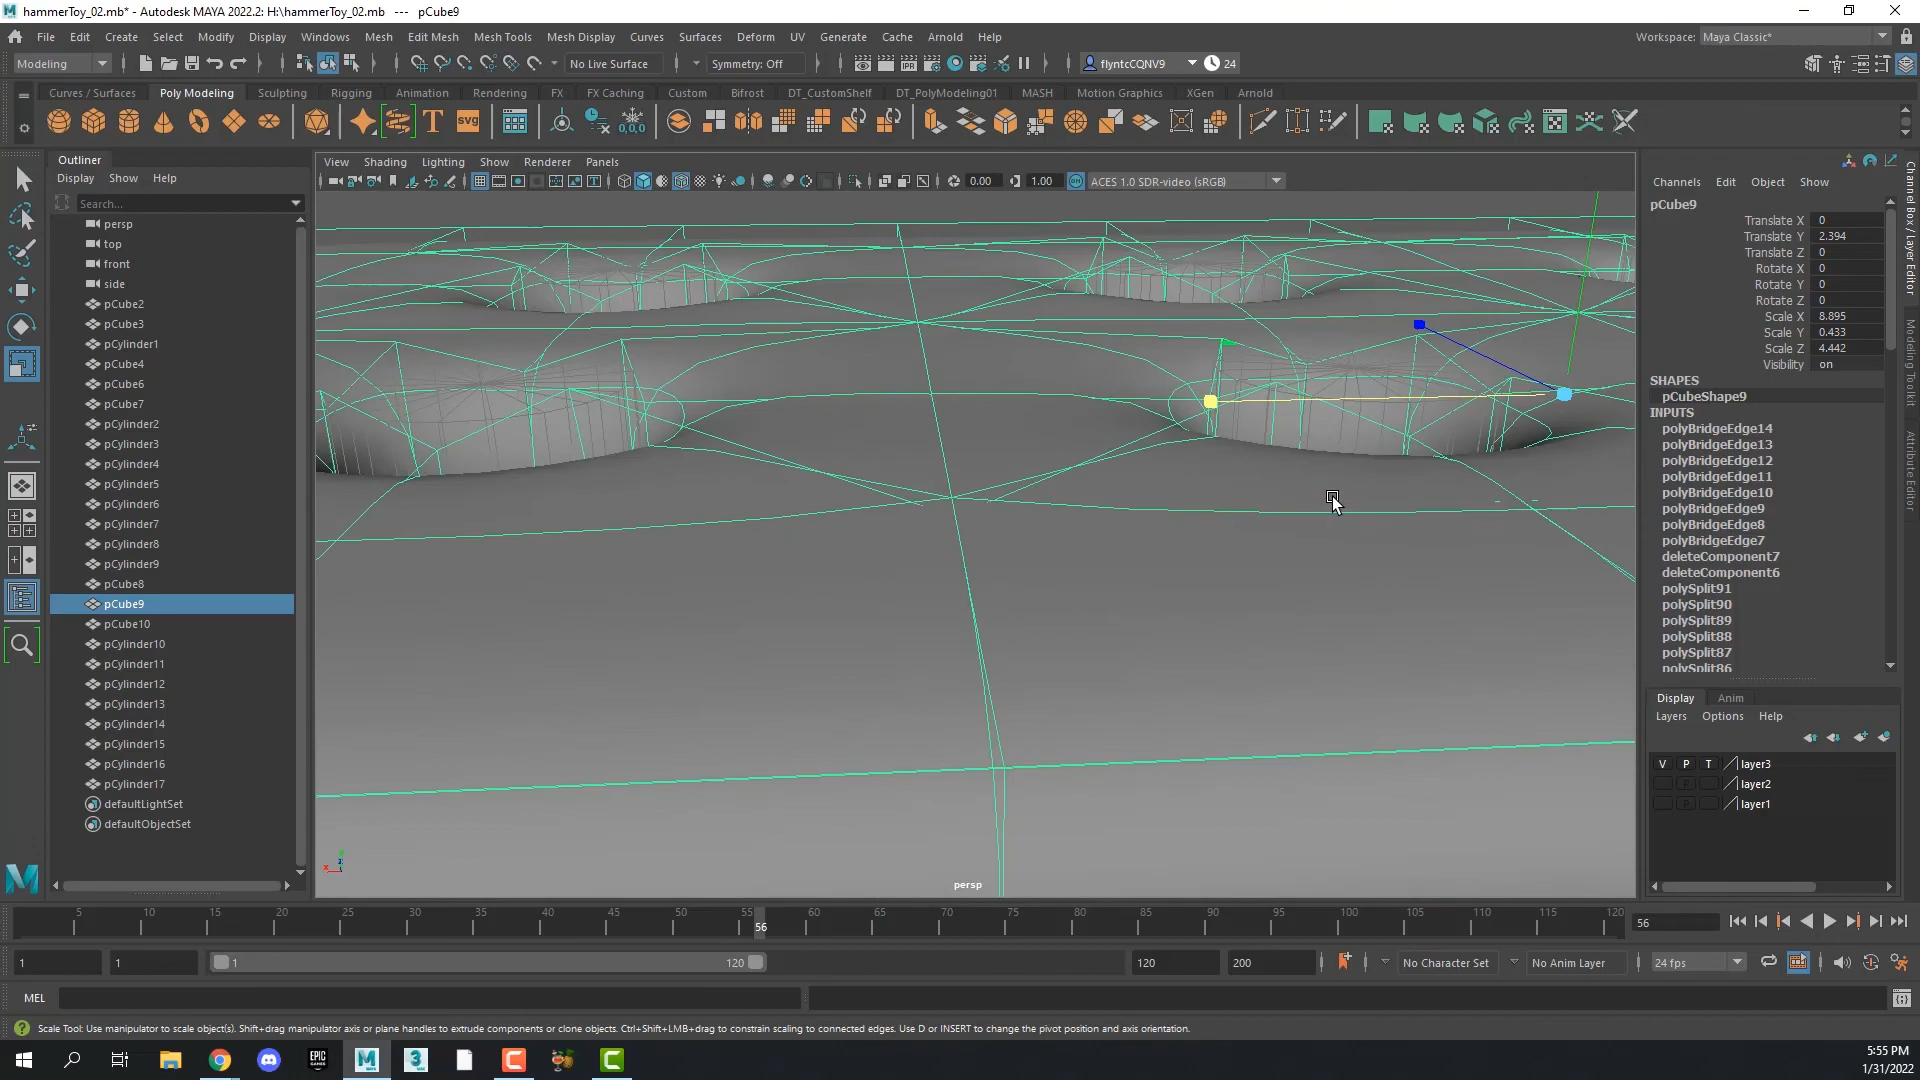 hammerToy_02.mb* - Autodesk MAYA 2022.2: H:\hammerToy_02.mb   ---   pCube9
File Edit Create Select Modify Display Windows Mesh Edit Mesh Mesh Tools Mesh Display Curves Surfaces Deform UV Generate Cache Arnold Help
Workspace: Maya Classic*
Modeling
No Live Surface
Symmetry: Off
flyntcCQNV9
24
Curves / Surfaces Poly Modeling Sculpting Rigging Animation Rendering FX FX Caching Custom Bifrost DT_CustomShelf DT_PolyModeling01 MASH Motion Graphics XGen Arnold
Outliner
Display Show Help
Search...
persp
top
front
side
pCube2
pCube3
pCylinder1
pCube4
pCube6
pCube7
pCylinder2
pCylinder3
pCylinder4
pCylinder5
pCylinder6
pCylinder7
pCylinder8
pCylinder9
pCube8
pCube9
pCube10
pCylinder10
pCylinder11
pCylinder12
pCylinder13
pCylinder14
pCylinder15
pCylinder16
pCylinder17
defaultLightSet
defaultObjectSet
View Shading Lighting Show Renderer Panels
0.00
1.00
ACES 1.0 SDR-video (sRGB)
persp
Channels Edit Object Show
pCube9
Translate X 0
Translate Y 2.394
Translate Z 0
Rotate X 0
Rotate Y 0
Rotate Z 0
Scale X 8.895
Scale Y 0.433
Scale Z 4.442
Visibility on
SHAPES
pCubeShape9
INPUTS
polyBridgeEdge14
polyBridgeEdge13
polyBridgeEdge12
polyBridgeEdge11
polyBridgeEdge10
polyBridgeEdge9
polyBridgeEdge8
polyBridgeEdge7
deleteComponent7
deleteComponent6
polySplit91
polySplit90
polySplit89
polySplit88
polySplit87
polySplit86
Channel Box / Layer Editor
Modeling Toolkit
Attribute Editor
Display Anim
Layers Options Help
V P T layer3
P layer2
P layer1
5 10 15 20 25 30 35 40 45 50 55 60 65 70 75 80 85 90 95 100 105 110 115 120
56
56
1
1
1
120
120
200
No Character Set
No Anim Layer
24 fps
MEL
Scale Tool: Use manipulator to scale object(s). Shift+drag manipulator axis or plane handles to extrude components or clone objects. Ctrl+Shift+LMB+drag to constrain scaling to connected edges. Use D or INSERT to change the pivot position and axis orientation.
5:55 PM
1/31/2022